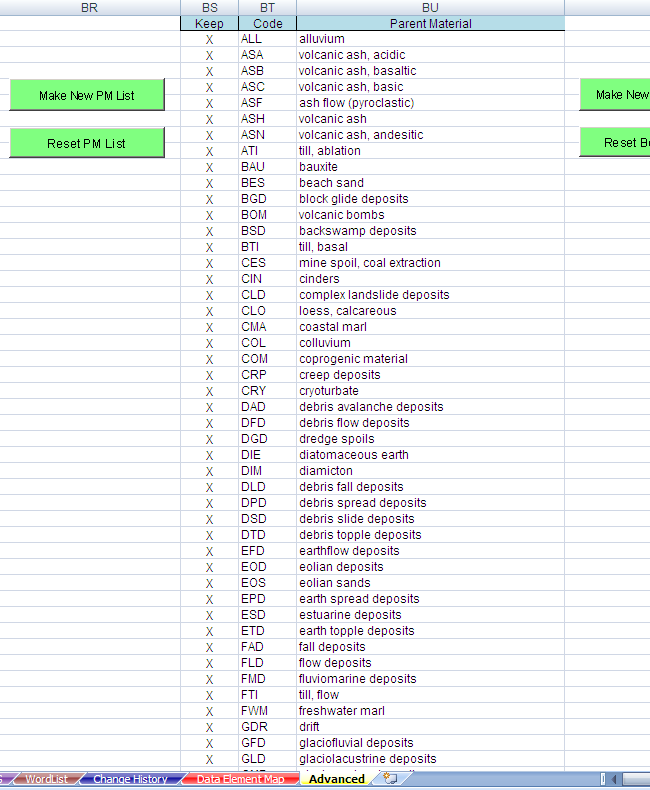 BR BS BT BU
Keep Code Parent Material
X ALL alluvium
X ASA volcanic ash, acidic
X ASB volcanic ash, basaltic
Make New PM List X ASC volcanic ash, basic Make New
X ASF ash flow (pyroclastic)
X ASH volcanic ash
X ASN volcanic ash, andesitic
Reset PM List Reset B
X ATI till, ablation
X BAU bauxite
X BES beach sand
X BGD block glide deposits
X BOM volcanic bombs
X BSD backswamp deposits
X BTI till, basal
X CES mine spoil, coal extraction
X CIN cinders
X CLD complex landslide deposits
X CLO loess, calcareous
X CMA coastal marl
X COL colluvium
X COM coprogenic material
X CRP creep deposits
X CRY cryoturbate
X DAD debris avalanche deposits
X DFD debris flow deposits
X DGD dredge spoils
X DIE diatomaceous earth
X DIM diamicton
X DLD debris fall deposits
X DPD debris spread deposits
X DSD debris slide deposits
X DTD debris topple deposits
X EFD earthflow deposits
X EOD eolian deposits
X EOS eolian sands
X EPD earth spread deposits
X ESD estuarine deposits
X ETD earth topple deposits
X FAD fall deposits
X FLD flow deposits
X FMD fluviomarine deposits
X FTI till, flow
X FWM freshwater marl
X GDR drift
X GFD glaciofluvial deposits
X GLD glaciolacustrine deposits
WordList Change History Data Element Map Advanced